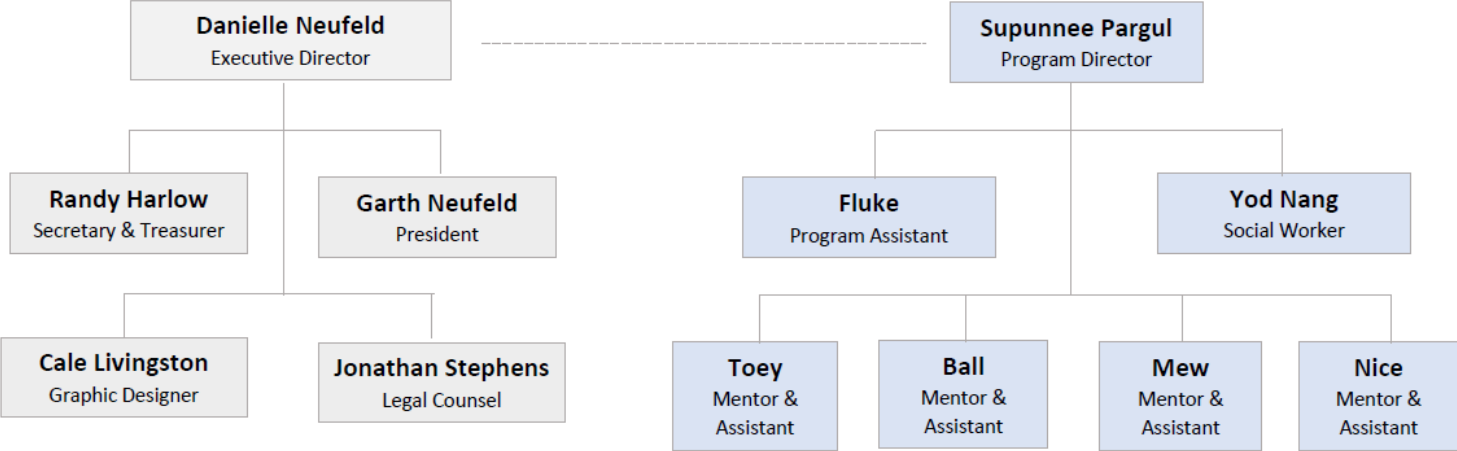 Danielle Neufeld
Executive Director
Supunnee Pargul
Program Director
Randy Harlow
Secretary & Treasurer
Garth Neufeld
President
Fluke
Program Assistant
Yod Nang
Social Worker
Cale Livingston
Graphic Designer
Jonathan Stephens
Legal Counsel
Toey
Mentor &
Assistant
Ball
Mentor &
Assistant
Mew
Mentor &
Assistant
Nice
Mentor &
Assistant